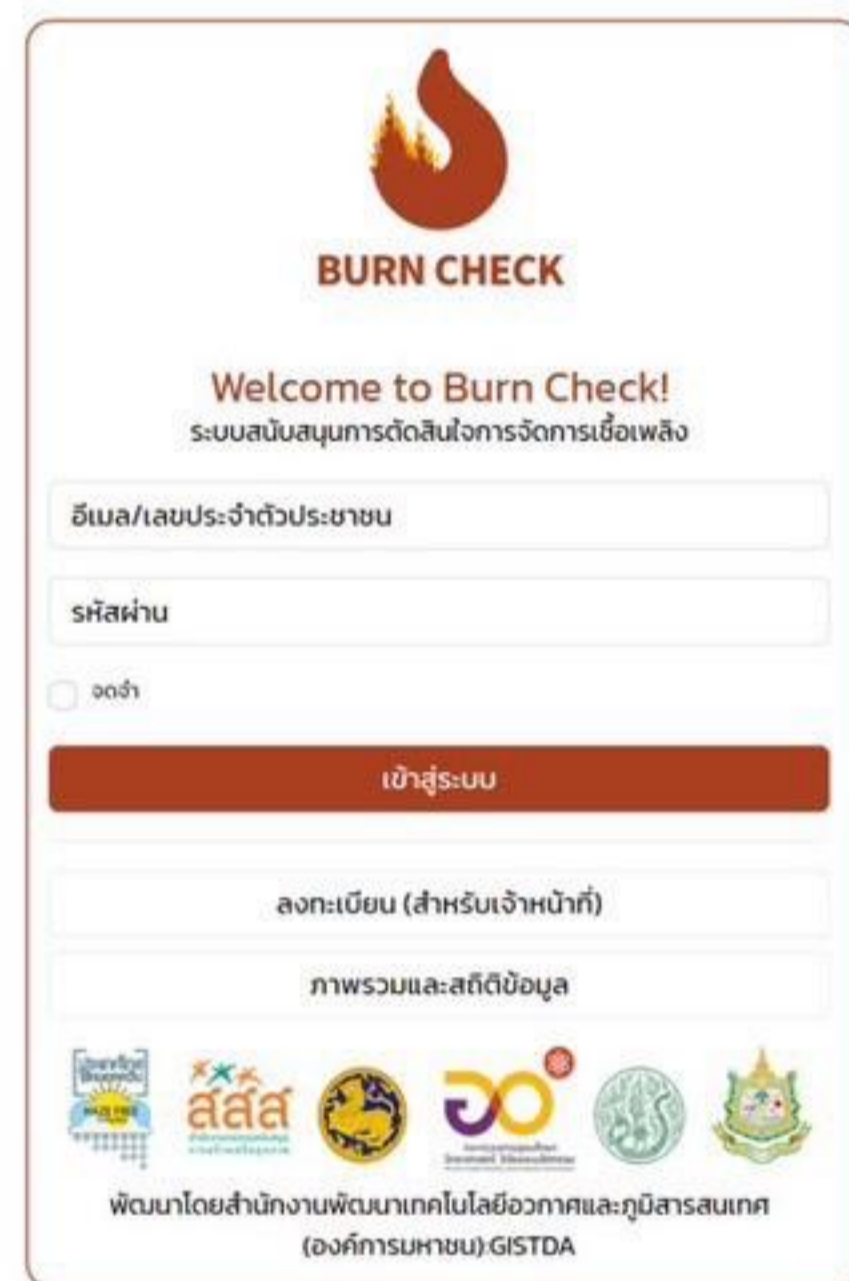 BURN CHECK
Welcome to Burn Check!
ระบบสนับสนุนการตัดสินใจการจัดการเชื้อเพลิง
อีเมล/เลขประจำตัวประชาชน
รหัสผ่าน
จดจำ
เข้าสู่ระบบ
ลงทะเบียน (สำหรับเจ้าหน้าที่)
ภาพรวมและสถิติข้อมูล
HAZE FREE
สสส
พัฒนาโดยสำนักงานพัฒนาเทคโนโลยีอวกาศและภูมิสารสนเทศ
(องค์การมหาชน):GISTDA